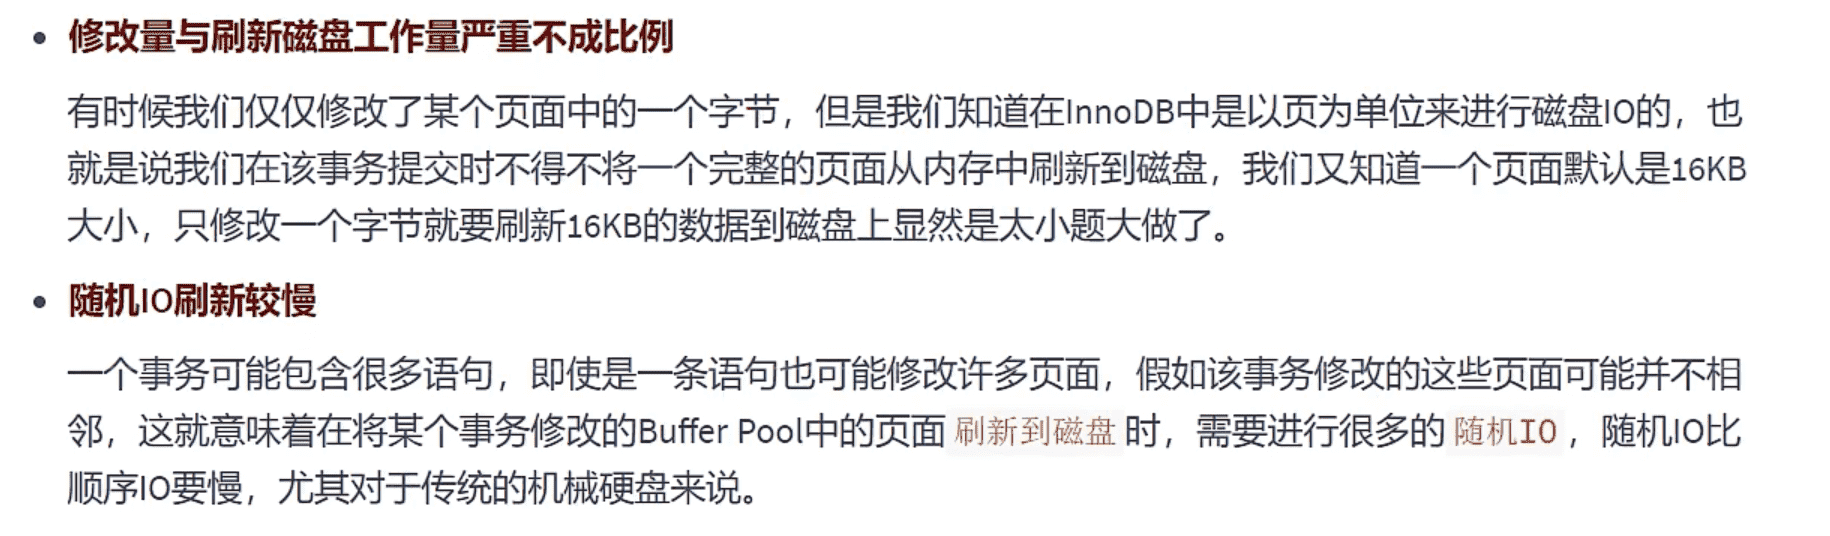 修改量与刷新磁盘工作量严重不成比例
有时候我们仅仅修改了某个页面中的一个字节，但是我们知道在InnoDB中是以页为单位来进行磁盘IO的，也
就是说我们在该事务提交时不得不将一个完整的页面从内存中刷新到磁盘，我们又知道一个页面默认是16KB
大小，只修改一个字节就要刷新16KB的数据到磁盘上显然是太小题大做了。
随机IO刷新较慢
一个事务可能包含很多语句，即使是一条语句也可能修改许多页面，假如该事务修改的这些页面可能并不相
邻，这就意味着在将某个事务修改的Buffer Pool中的页面刷新到磁盘时，需要进行很多的随机IO，随机IO比
顺序IO要慢，尤其对于传统的机械硬盘来说。